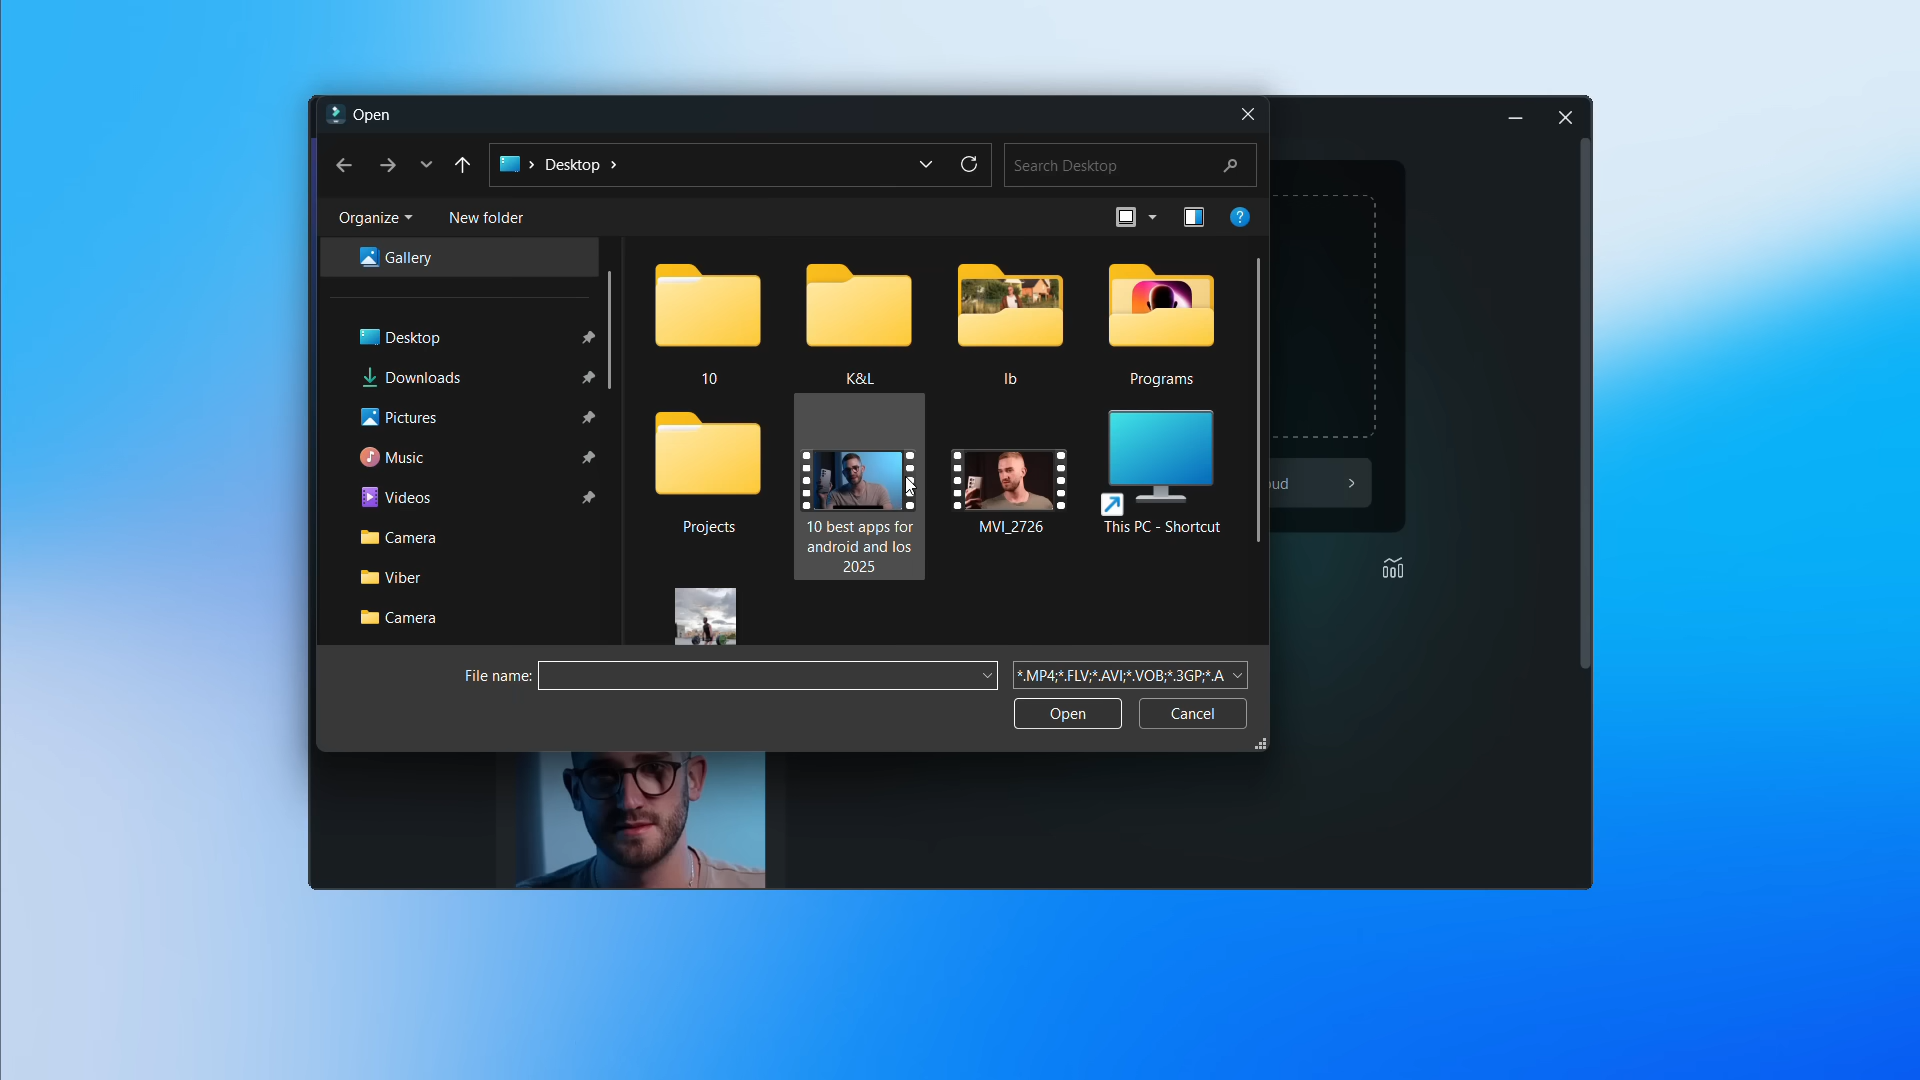 Open
Desktop
Search Desktop
Organize
New folder
Gallery
Desktop
Downloads
Pictures
Music
Videos
Camera
Viber
Camera
10
K&L
Projects
10 best apps for
android and Ios
2025
MVI_2726
Programs
This PC - Shortcut
oud
File name:
*.MP4;*.FLV;*.AVI;*.VOB;*.3GP;*.A
Open
Cancel